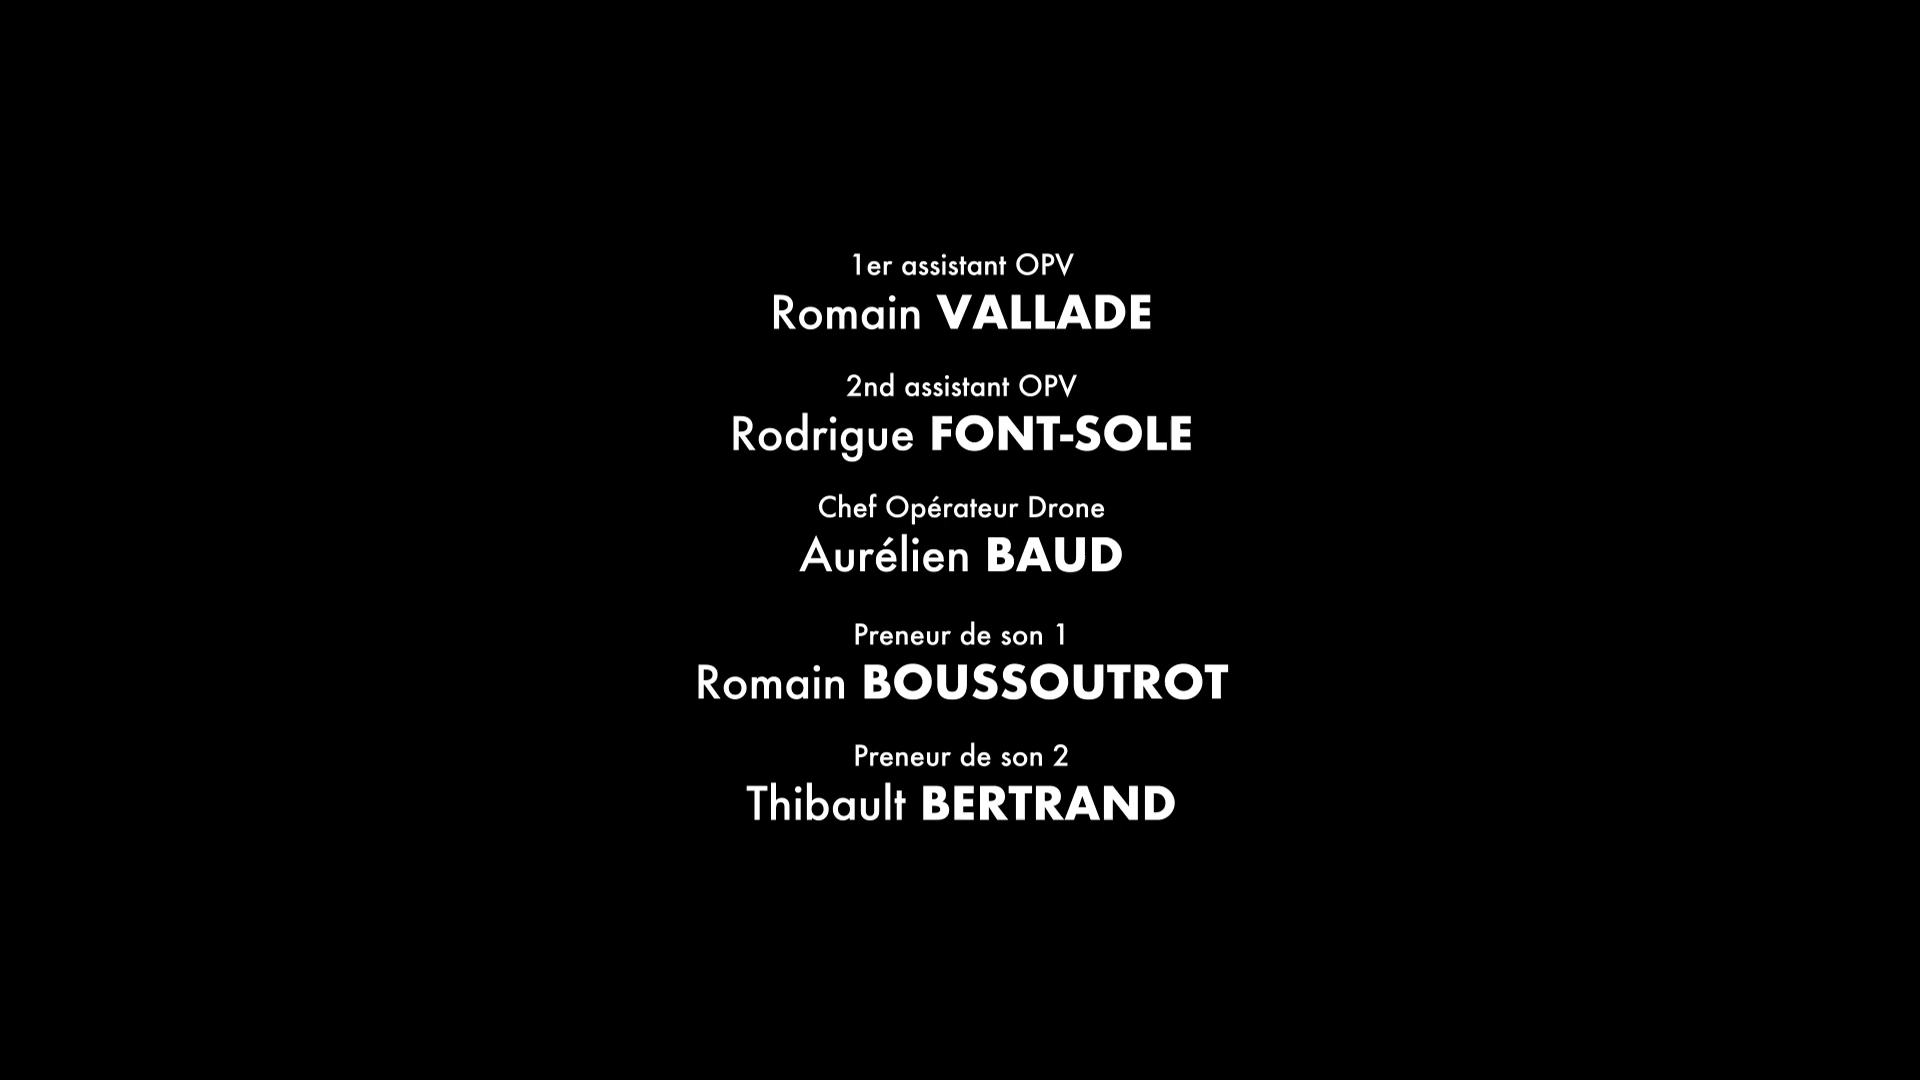 1er assistant OPV
Romain VALLADE
2nd assistant OPV
Rodrigue FONT-SOLE
Chef Opérateur Drone
Aurélien BAUD
Preneur de son 1
Romain BOUSSOUTROT
Preneur de son 2
Thibault BERTRAND